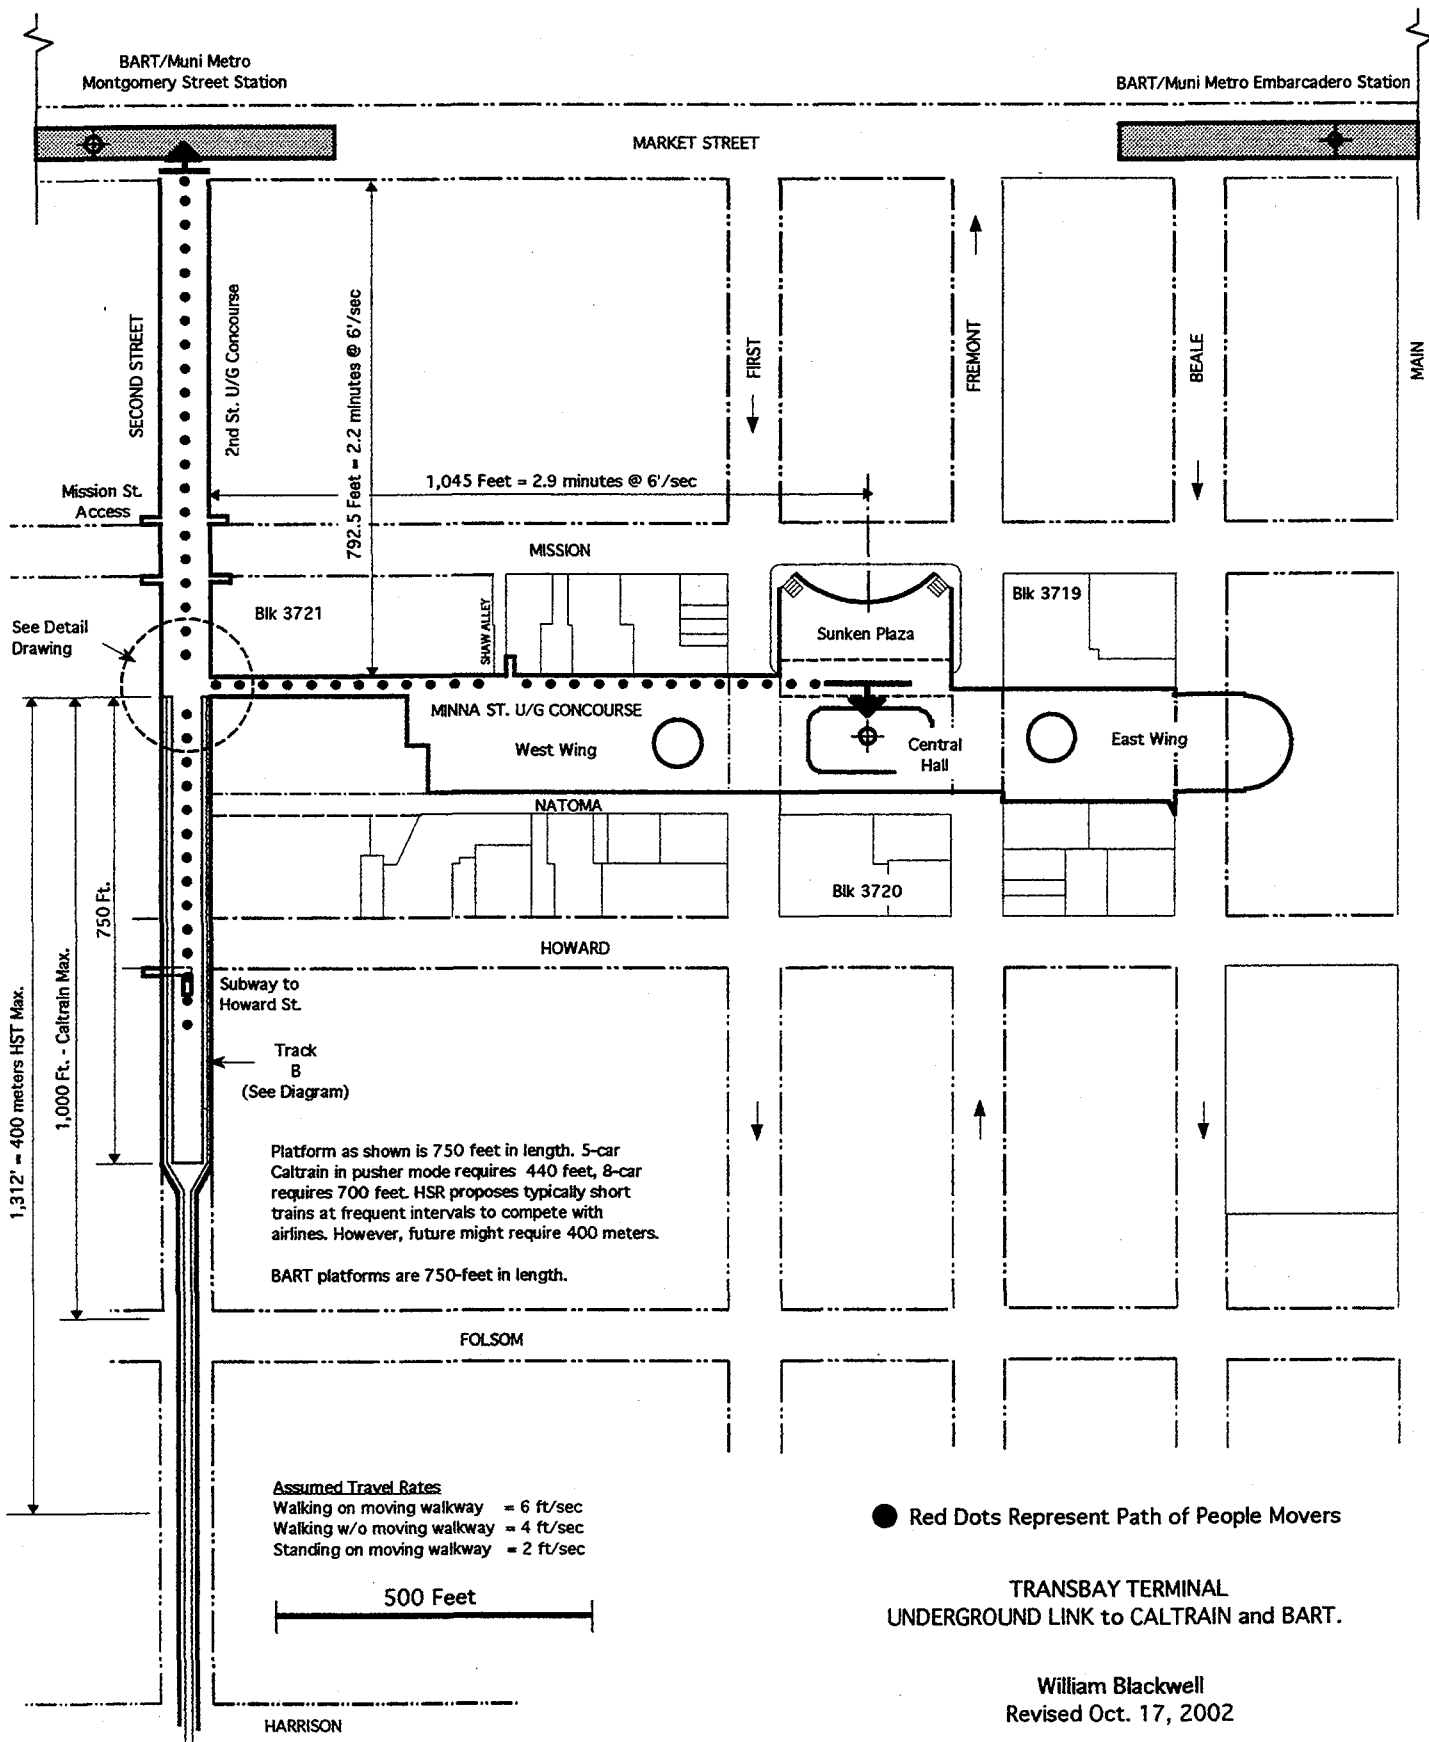 BART/Muni Metro
Montgomery Street Station
BART/Muni Metro Embarcadero Station
MARKET STREET
SECOND STREET
2nd St. U/G Concourse
792.5 Feet = 2.2 minutes @ 6'/sec
FIRST
FREMONT
BEALE
MAIN
1,045 Feet = 2.9 minutes @ 6'/sec
Mission St.
Access
MISSION
Blk 3721
SHAW ALLEY
Sunken Plaza
Blk 3719
See Detail
Drawing
MINNA ST. U/G CONCOURSE
West Wing
Central
Hall
East Wing
NATOMA
Blk 3720
HOWARD
750 Ft.
1,000 Ft. - Caltrain Max.
1,312' = 400 meters HST Max.
Subway to
Howard St.
Track
B
(See Diagram)
Platform as shown is 750 feet in length. 5-car
Caltrain in pusher mode requires 440 feet, 8-car
requires 700 feet. HSR proposes typically short
trains at frequent intervals to compete with
airlines. However, future might require 400 meters.
BART platforms are 750-feet in length.
FOLSOM
Assumed Travel Rates
Walking on moving walkway = 6 ft/sec
Walking w/o moving walkway = 4 ft/sec
Standing on moving walkway = 2 ft/sec
500 Feet
Red Dots Represent Path of People Movers
TRANSBAY TERMINAL
UNDERGROUND LINK to CALTRAIN and BART.
William Blackwell
Revised Oct. 17, 2002
HARRISON